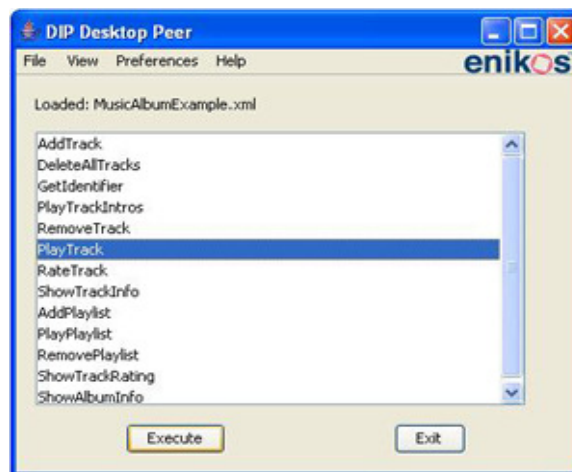 DIP Desktop Peer
File View Preferences Help
enikos
Loaded: MusicAlbumExample.xml
AddTrack
DeleteAllTracks
GetIdentifier
PlayTrackIntros
RemoveTrack
PlayTrack
RateTrack
ShowTrackInfo
AddPlaylist
PlayPlaylist
RemovePlaylist
ShowTrackRating
ShowAlbumInfo
Execute Exit